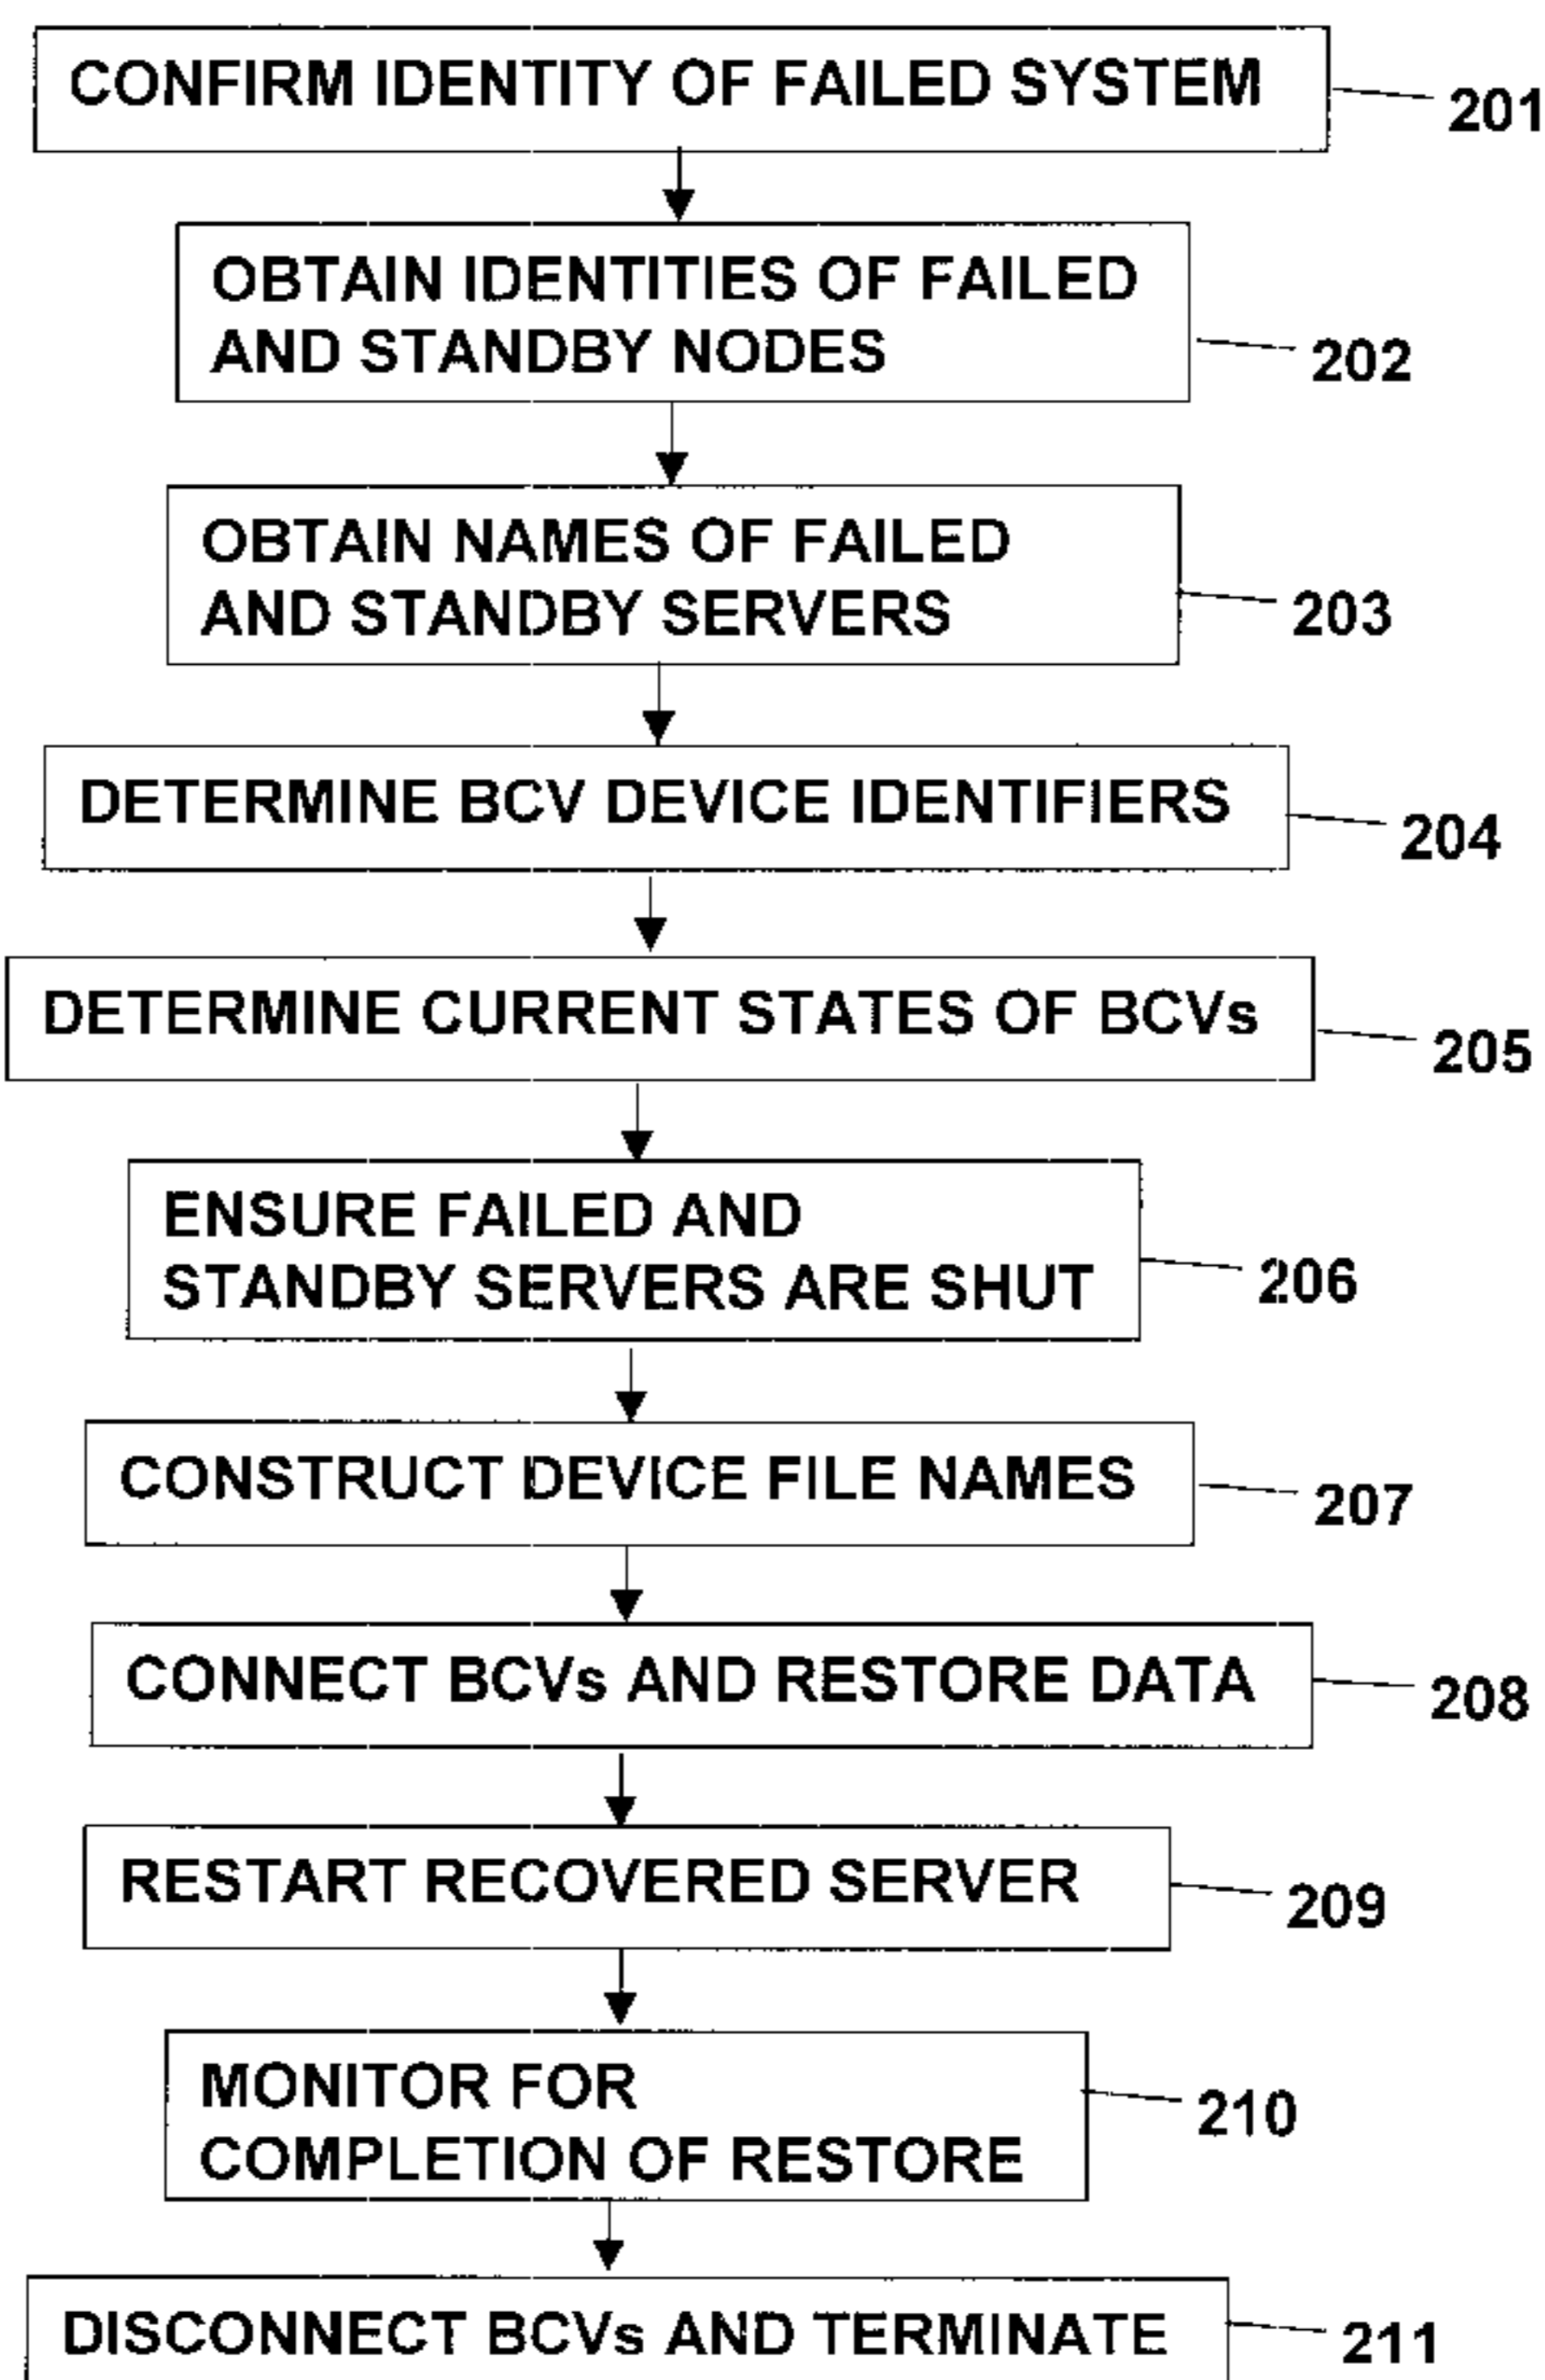 CONFIRM IDENTITY OF FAILED SYSTEM
201
OBTAIN IDENTITIES OF FAILED
AND STANDBY NODES
202
OBTAIN NAMES OF FAILED
AND STANDBY SERVERS
203
DETERMINE BCV DEVICE IDENTIFIERS
204
DETERMINE CURRENT STATES OF BCVs
205
ENSURE FAILED AND
STANDBY SERVERS ARE SHUT
206
CONSTRUCT DEVICE FILE NAMES
207
CONNECT BCVs AND RESTORE DATA
208
RESTART RECOVERED SERVER
209
MONITOR FOR
COMPLETION OF RESTORE
210
DISCONNECT BCVs AND TERMINATE
211